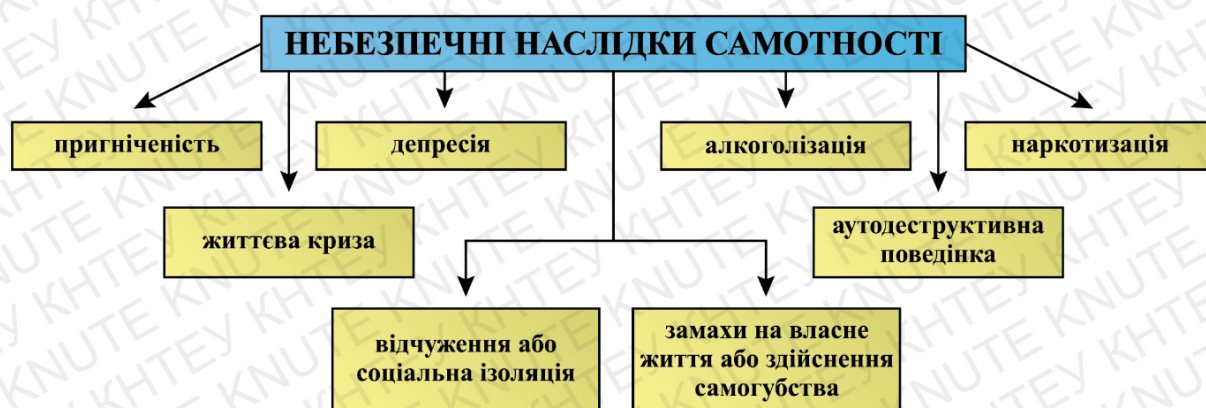 НЕБЕЗПЕЧНІ НАСЛІДКИ САМОТНОСТІ
пригніченість
депресія
алкоголізація
наркотизація
життєва криза
аутодеструктивна
поведінка
відчуження або
соціальна ізоляція
замахи на власне
життя або здійснення
самогубства